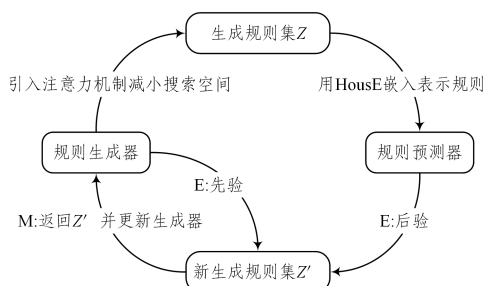 生成规则集Z
引入注意力机制减小搜索空间
用HousE嵌入表示规则
规则生成器
规则预测器
E:先验
M:返回Z′ 并更新生成器
E:后验
新生成规则集Z′